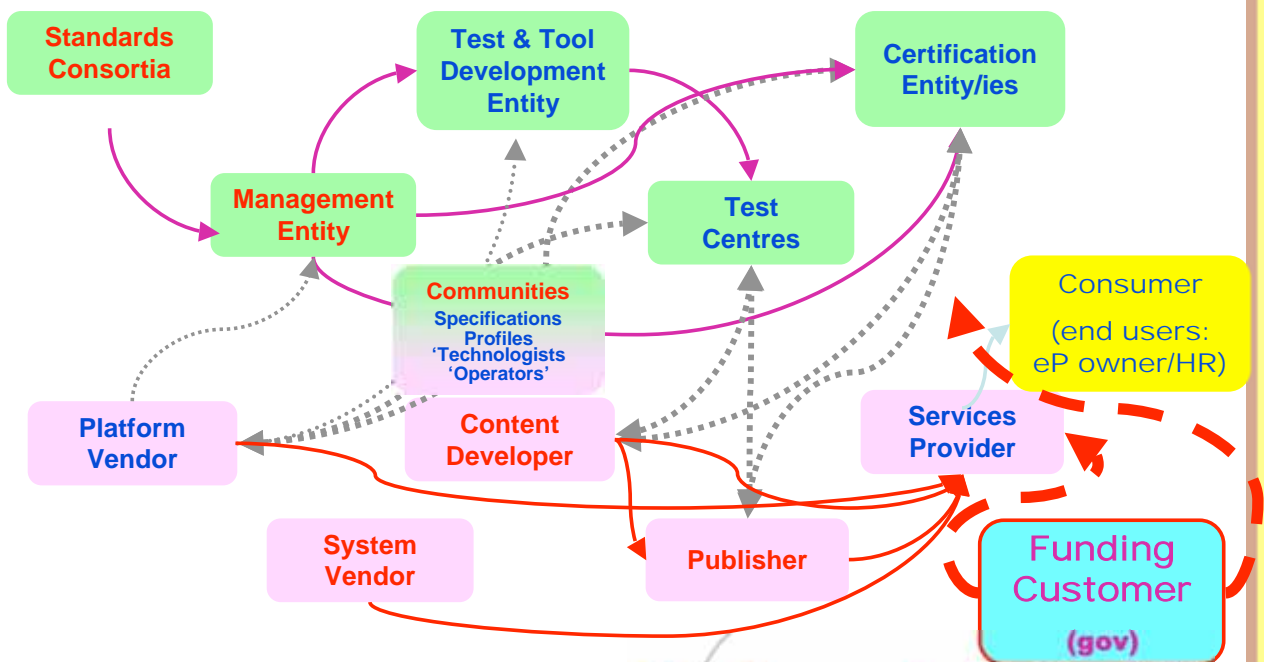 Standards
Consortia
Test & Tool
Development
Entity
Certification
Entity/ies
Management
Entity
Test
Centres
Communities
Specifications
Profiles
‘Technologists
‘Operators’
Consumer
(end users:
eP owner/HR)
Platform
Vendor
Content
Developer
Services
Provider
System
Vendor
Publisher
Funding
Customer
(gov)